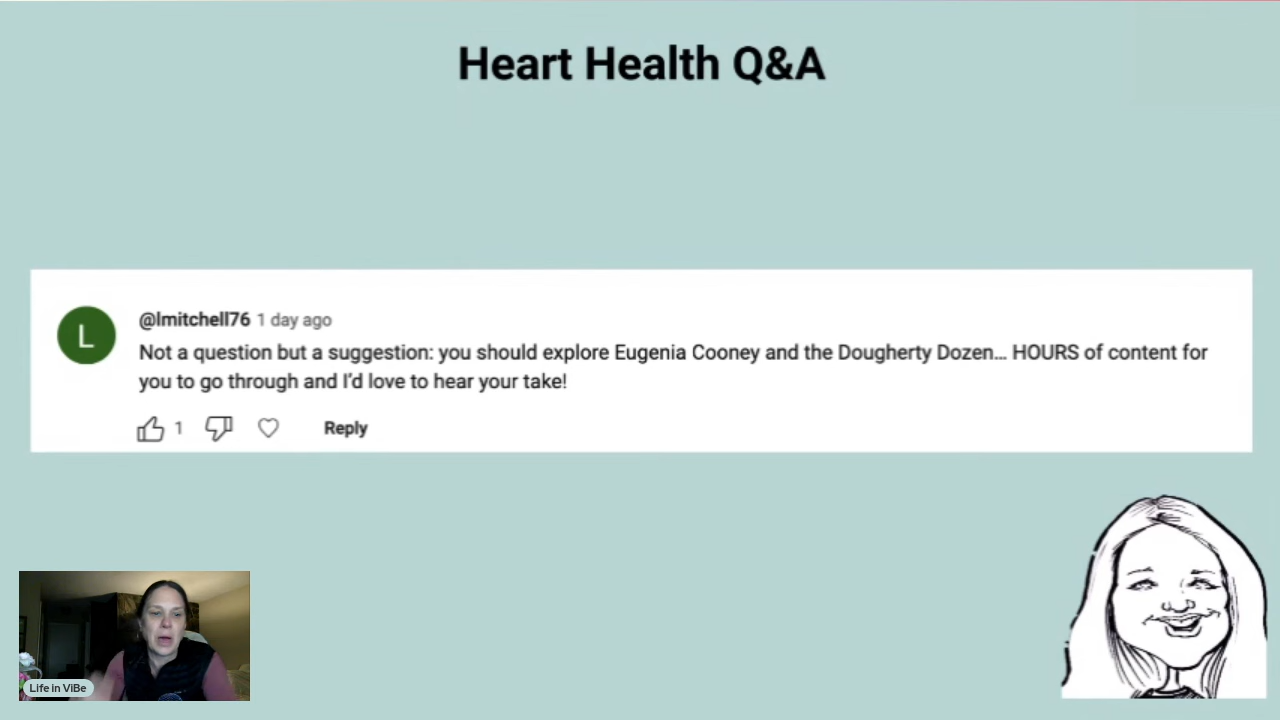 Heart Health Q&A
L
@lmitchell76 1 day ago
Not a question but a suggestion: you should explore Eugenia Cooney and the Dougherty Dozen... HOURS of content for
you to go through and I'd love to hear your take!
1
Reply
Life in ViBe